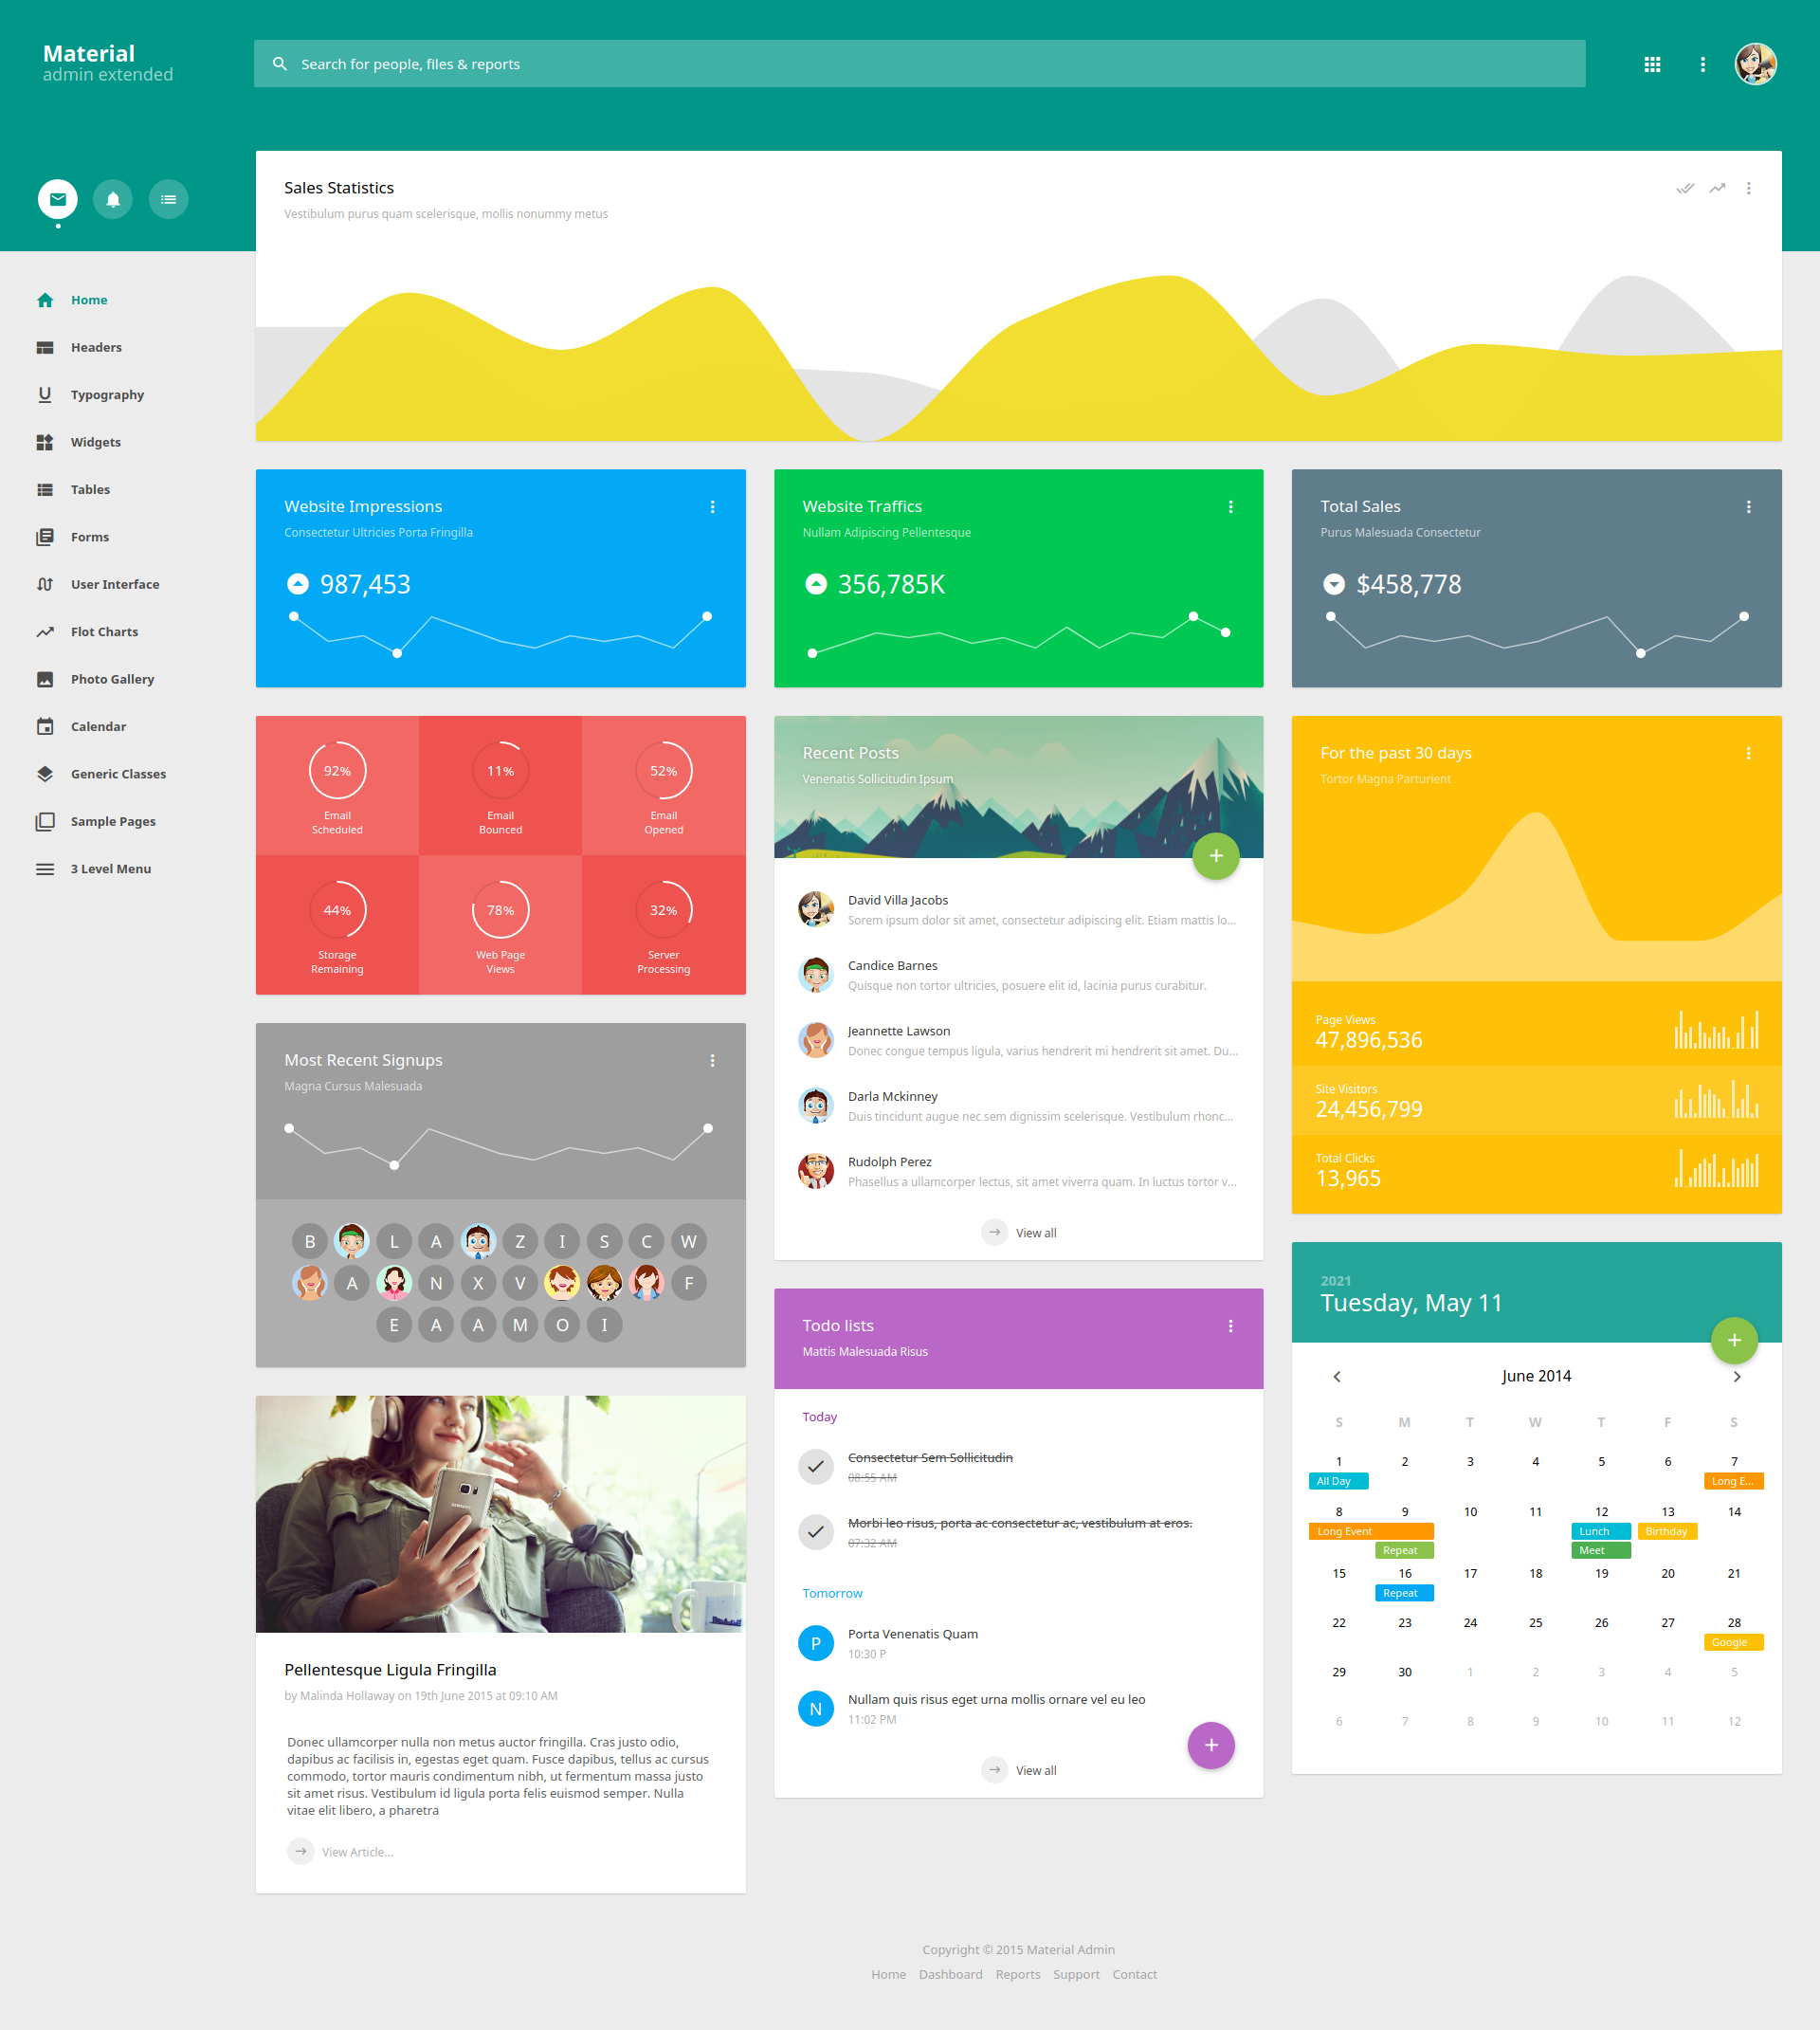 Material
admin extended
Search for people, files & reports
Home
Headers
Typography
Widgets
Tables
Forms
User Interface
Flot Charts
Photo Gallery
Calendar
Generic Classes
Sample Pages
3 Level Menu
Sales Statistics
Vestibulum purus quam scelerisque, mollis nonummy metus
Website Impressions
Consectetur Ultricies Porta Fringilla
987,453
Website Traffics
Nullam Adipiscing Pellentesque
356,785K
Total Sales
Purus Malesuada Consectetur
$458,778
92% 11% 52%
Email Email Email
Scheduled Bounced Opened
44% 78% 32%
Storage Web Page Server
Remaining Views Processing
Most Recent Signups
Magna Cursus Malesuada
B L A Z I S C W
A N X V F
E A A M O I
SAMSUNG
Pellentesque Ligula Fringilla
by Malinda Hollaway on 19th June 2015 at 09:10 AM
Donec ullamcorper nulla non metus auctor fringilla. Cras justo odio,
dapibus ac facilisis in, egestas eget quam. Fusce dapibus, tellus ac cursus
commodo, tortor mauris condimentum nibh, ut fermentum massa justo
sit amet risus. Vestibulum id ligula porta felis euismod semper. Nulla
vitae elit libero, a pharetra
View Article...
Recent Posts
Venenatis Sollicitudin Ipsum
David Villa Jacobs
Sorem ipsum dolor sit amet, consectetur adipiscing elit. Etiam mattis lo...
Candice Barnes
Quisque non tortor ultricies, posuere elit id, lacinia purus curabitur.
Jeannette Lawson
Donec congue tempus ligula, varius hendrerit mi hendrerit sit amet. Du...
Darla Mckinney
Duis tincidunt augue nec sem dignissim scelerisque. Vestibulum rhonc...
Rudolph Perez
Phasellus a ullamcorper lectus, sit amet viverra quam. In luctus tortor v...
View all
Todo lists
Mattis Malesuada Risus
Today
Consectetur Sem Sollicitudin
08:55 AM
Morbi leo risus, porta ac consectetur ac, vestibulum at eros.
07:32 AM
Tomorrow
P Porta Venenatis Quam
10:30 P
N Nullam quis risus eget urna mollis ornare vel eu leo
11:02 PM
View all
For the past 30 days
Tortor Magna Parturient
Page Views
47,896,536
Site Visitors
24,456,799
Total Clicks
13,965
2021
Tuesday, May 11
June 2014
S M T W T F S
1 2 3 4 5 6 7
All Day Long E...
8 9 10 11 12 13 14
Long Event Lunch Birthday
Repeat Meet
15 16 17 18 19 20 21
Repeat
22 23 24 25 26 27 28
Google
29 30 1 2 3 4 5
6 7 8 9 10 11 12
Copyright © 2015 Material Admin
Home Dashboard Reports Support Contact